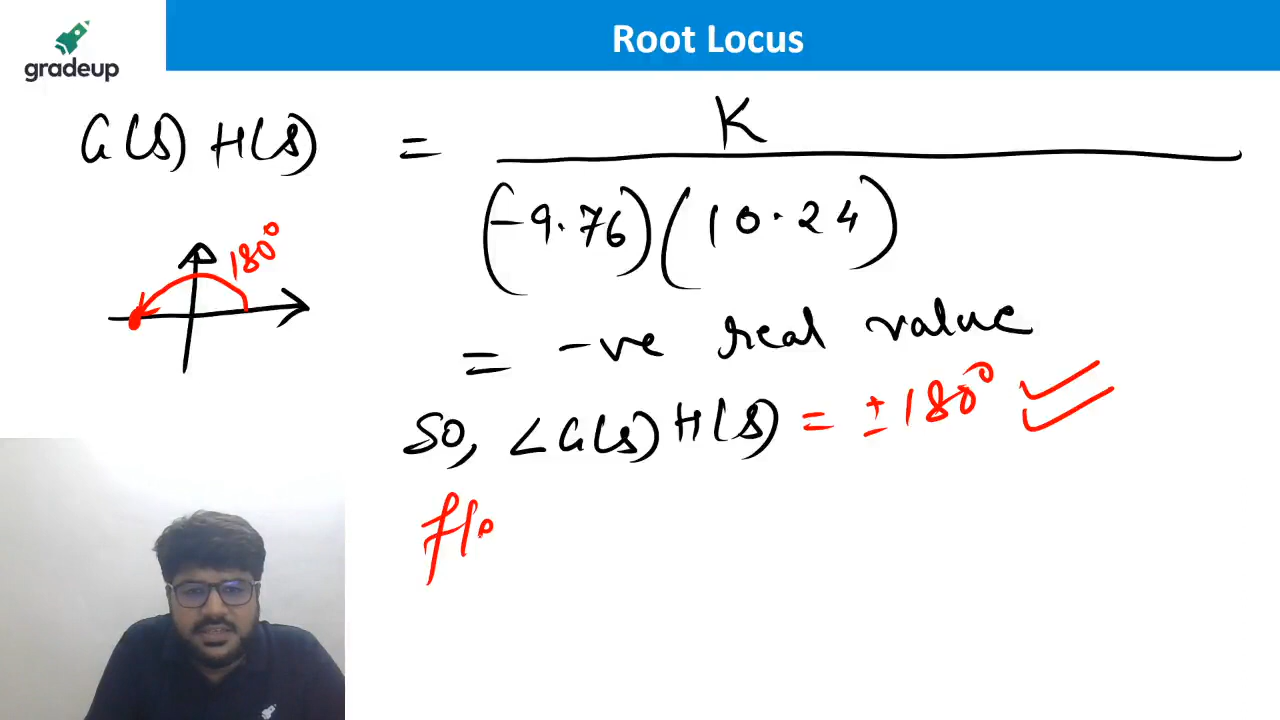 gradeup
Root Locus
G(s) H(s) = K / (-9.76)(10.24)
180°
= -ve real value
So, ∠G(s) H(s) = ±180°